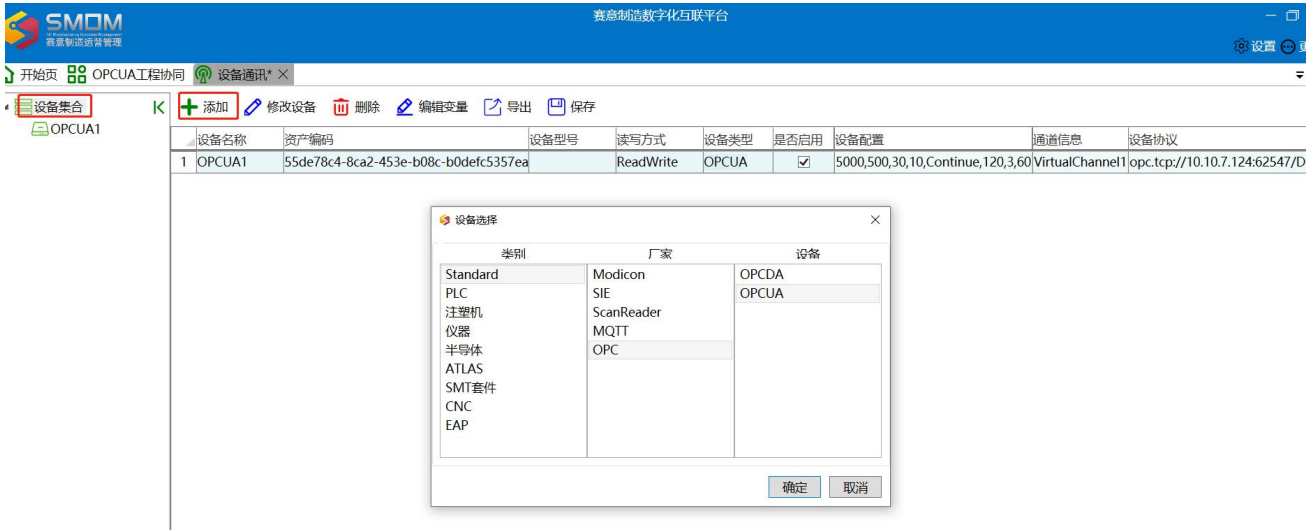 赛意制造数字化互联平台
SMOM
赛意制造运营管理
设置
开始页 OPCUA工程协同 设备通讯* ×
设备集合 添加 修改设备 删除 编辑变量 导出 保存
OPCUA1
设备名称 资产编码 设备型号 读写方式 设备类型 是否启用 设备配置 通道信息 设备协议
1 OPCUA1 55de78c4-8ca2-453e-b08c-b0defc5357ea ReadWrite OPCUA 5000,500,30,10,Continue,120,3,60 VirtualChannel1 opc.tcp://10.10.7.124:62547/D
设备选择
类别 厂家 设备
Standard Modicon OPCDA
PLC SIE OPCUA
注塑机 ScanReader
仪器 MQTT
半导体 OPC
ATLAS
SMT套件
CNC
EAP
确定 取消